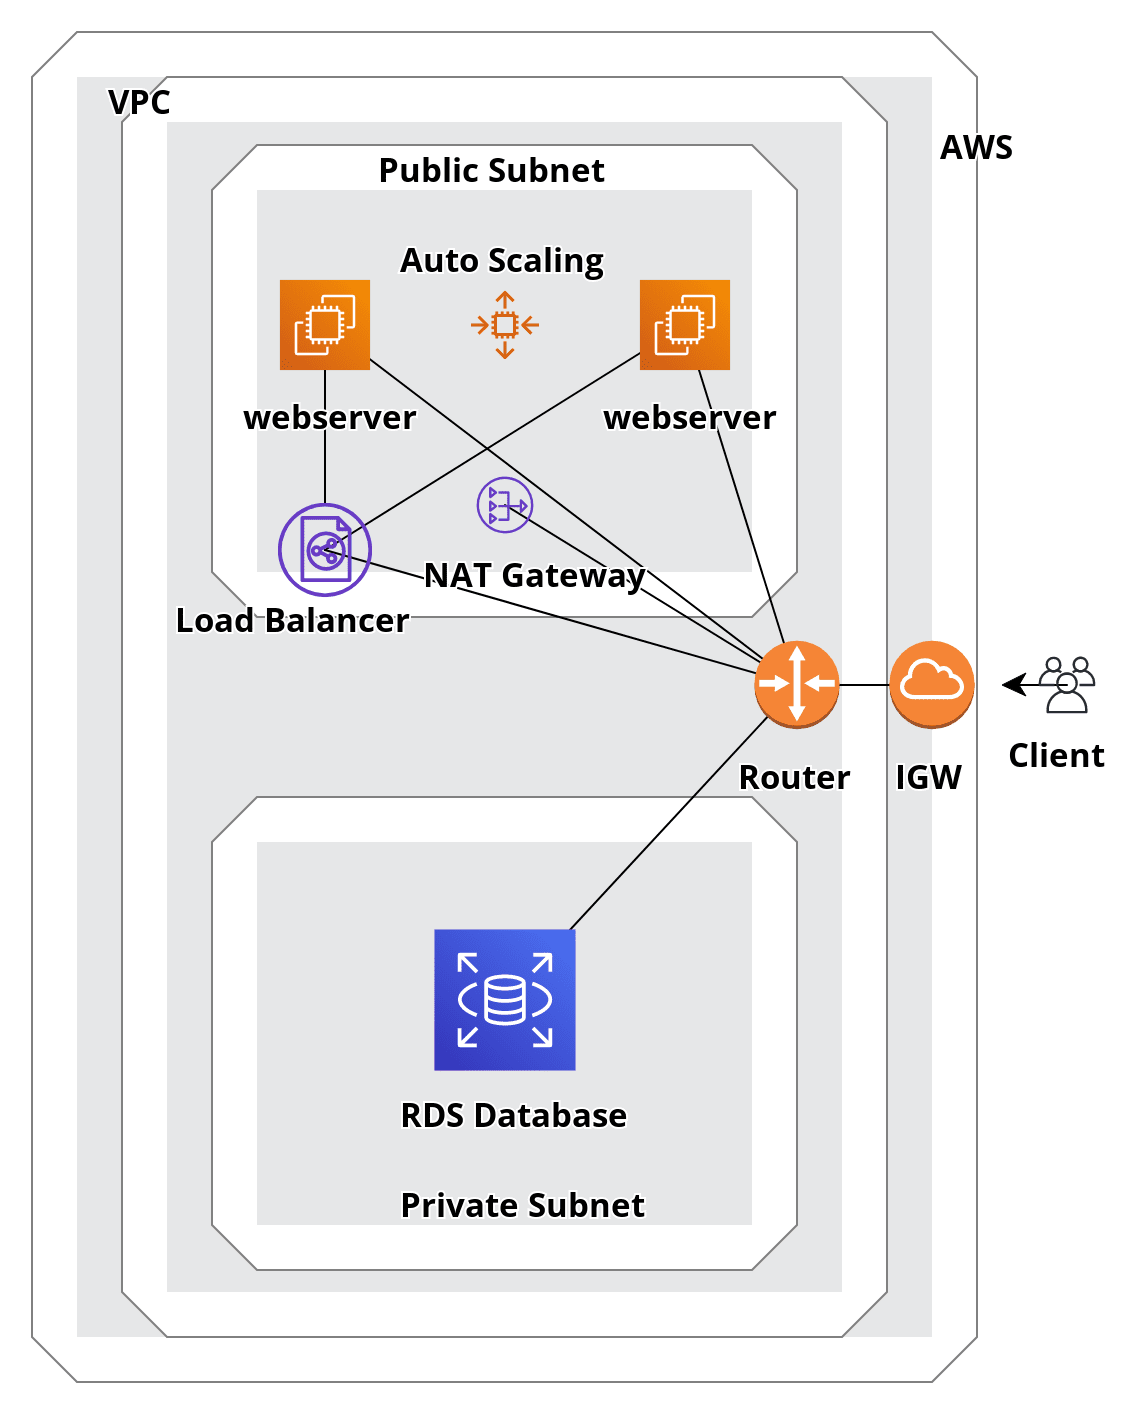 VPC
AWS
Public Subnet
Auto Scaling
webserver
webserver
NAT Gateway
Load Balancer
Router
IGW
Client
RDS Database
Private Subnet